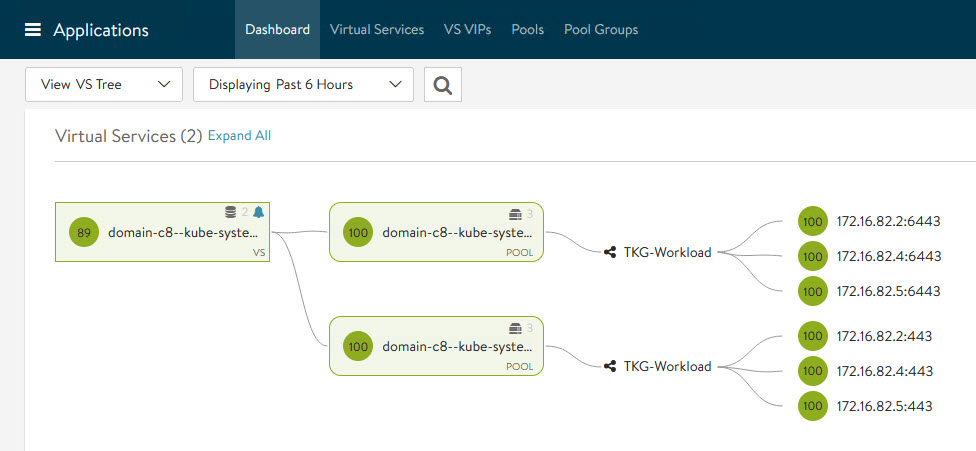 Applications Dashboard Virtual Services VS VIPs Pools Pool Groups
View VS Tree Displaying Past 6 Hours
Virtual Services (2) Expand All
2
89 domain-c8--kube-syste...
VS
3
100 domain-c8--kube-syste...
POOL
TKG-Workload
100 172.16.82.2:6443
100 172.16.82.4:6443
100 172.16.82.5:6443
3
100 domain-c8--kube-syste...
POOL
TKG-Workload
100 172.16.82.2:443
100 172.16.82.4:443
100 172.16.82.5:443